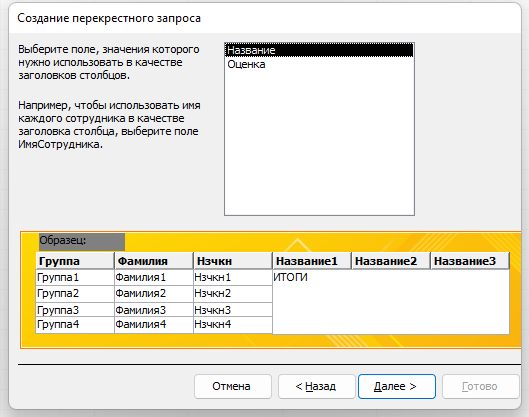 Создание перекрестного запроса
Выберите поле, значения которого
нужно использовать в качестве
заголовков столбцов.
Например, чтобы использовать имя
каждого сотрудника в качестве
заголовка столбца, выберите поле
ИмяСотрудника.
Название
Оценка
Образец:
Группа Фамилия Нзчкн Название1 Название2 Название3
Группа1 Фамилия1 Нзчкн1 ИТОГИ
Группа2 Фамилия2 Нзчкн2
Группа3 Фамилия3 Нзчкн3
Группа4 Фамилия4 Нзчкн4
Отмена < Назад Далее > Готово